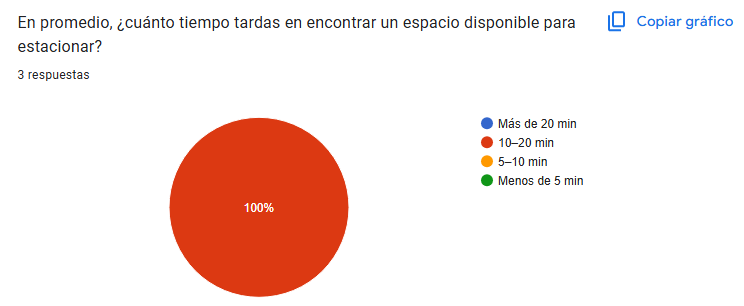 En promedio, ¿cuánto tiempo tardas en encontrar un espacio disponible para
estacionar?
Copiar gráfico
3 respuestas
100%
Más de 20 min
10–20 min
5–10 min
Menos de 5 min